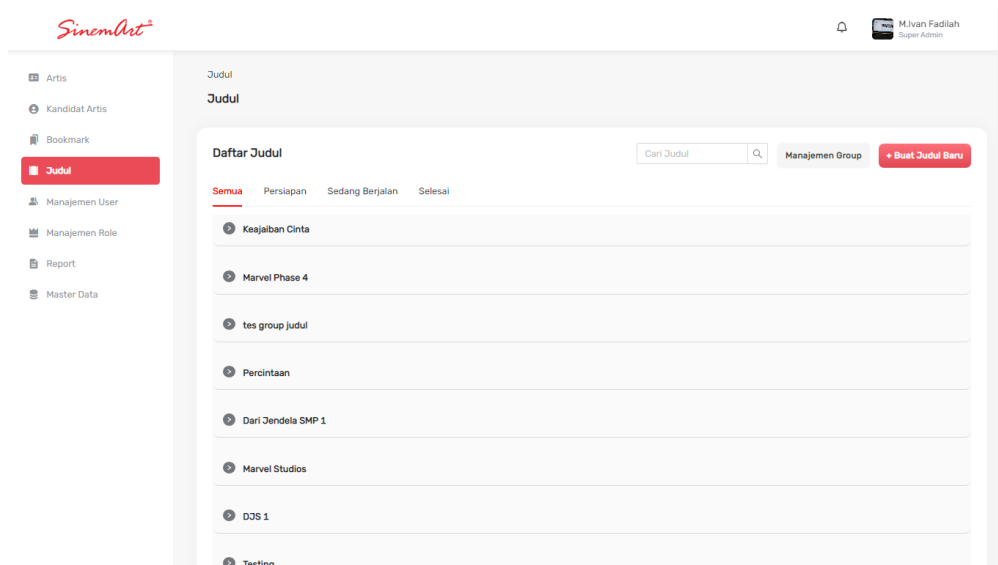 SinemArt®
M.Ivan Fadilah
Super Admin
Artis
Kandidat Artis
Bookmark
Judul
Manajemen User
Manajemen Role
Report
Master Data
Judul
Judul
Daftar Judul
Cari Judul
Manajemen Group
+ Buat Judul Baru
Semua Persiapan Sedang Berjalan Selesai
Keajaiban Cinta
Marvel Phase 4
tes group judul
Percintaan
Dari Jendela SMP 1
Marvel Studios
DJS 1
Testing